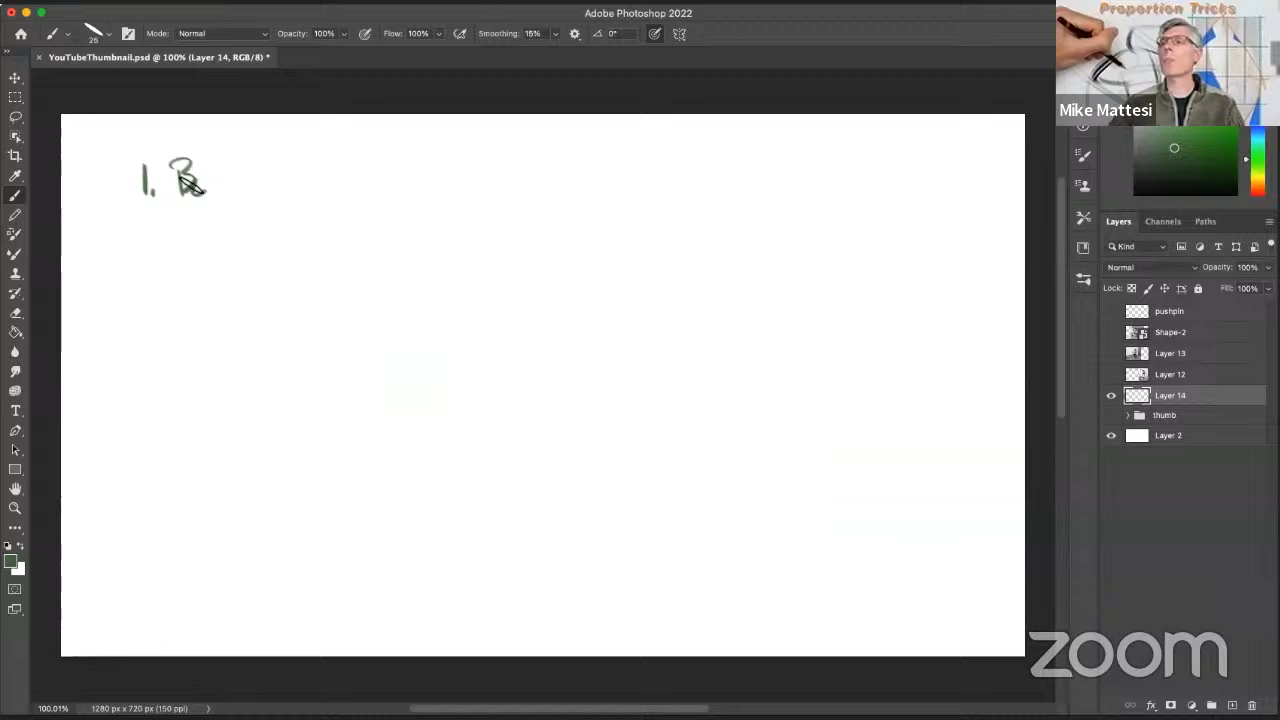 Adobe Photoshop 2022
Proportion Tricks
25
Mode: Normal
Opacity: 100%
Flow: 100%
Smoothing: 15%
0°
YouTubeThumbnail.psd @ 100% (Layer 14, RGB/8) *
Mike Mattesi
1. B
Layers Channels Paths
Kind
Normal
Opacity: 100%
Lock:
Fill: 100%
pushpin
Shape-2
Layer 13
Layer 12
Layer 14
thumb
Layer 2
zoom
100.01%
1280 px x 720 px (150 ppi)
fx